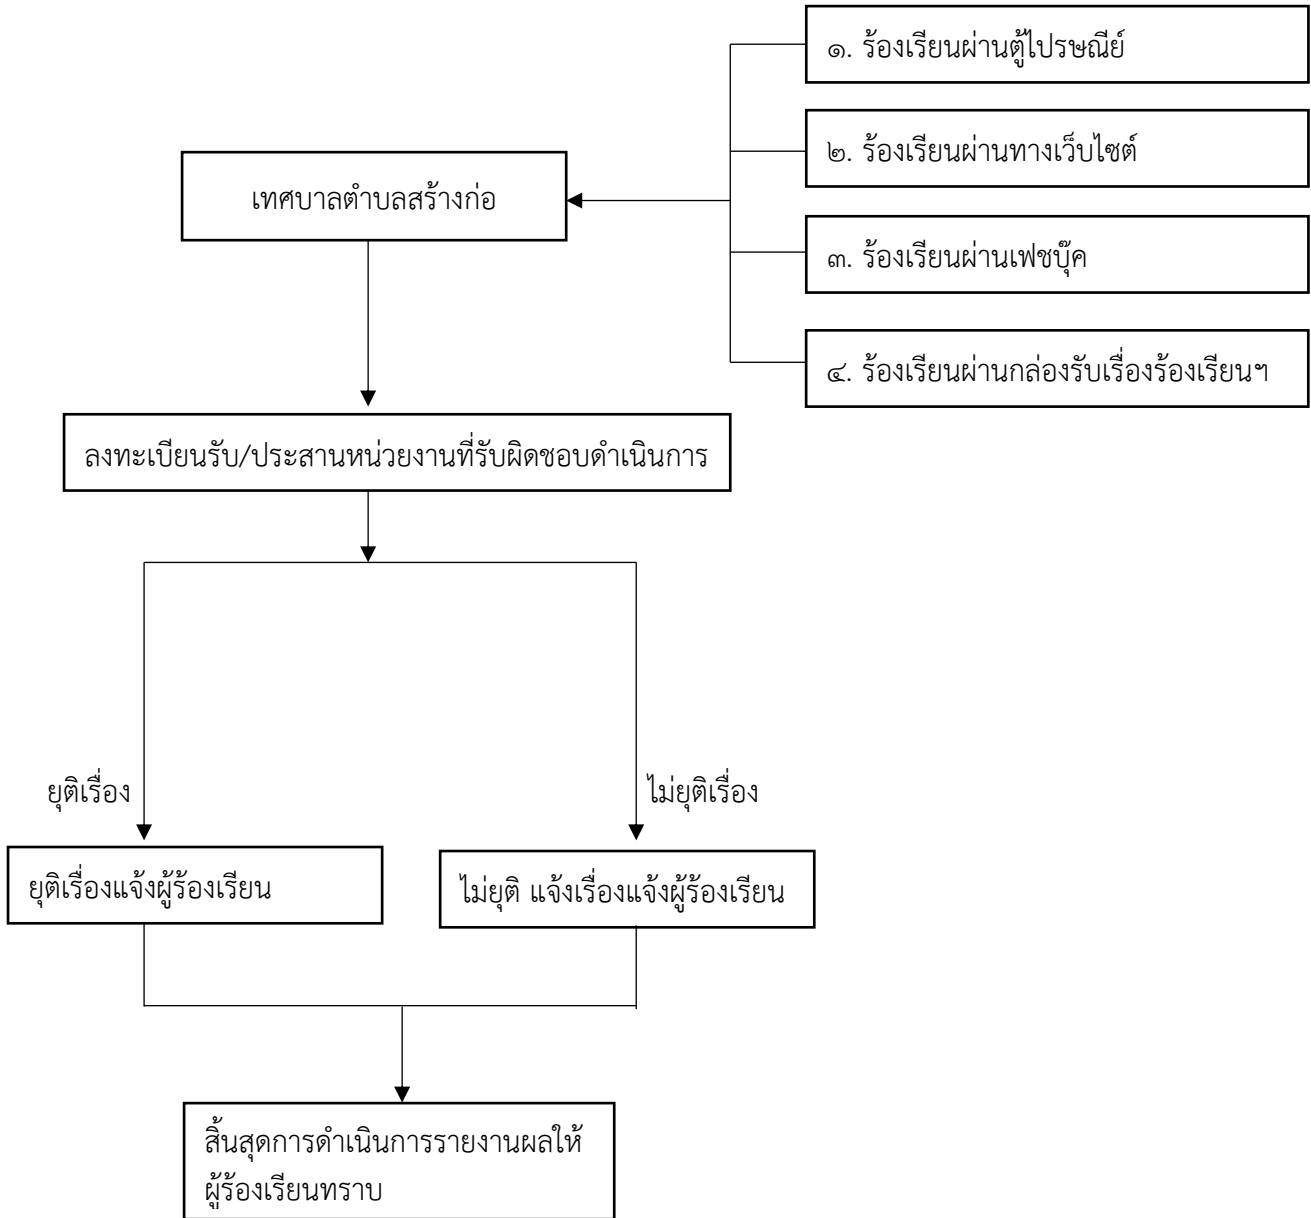 ๑. ร้องเรียนผ่านตู้ไปรษณีย์
๒. ร้องเรียนผ่านทางเว็บไซต์
เทศบาลตำบลสร้างก่อ
๓. ร้องเรียนผ่านเฟซบุ๊ค
๔. ร้องเรียนผ่านกล่องรับเรื่องร้องเรียนฯ
ลงทะเบียนรับ/ประสานหน่วยงานที่รับผิดชอบดำเนินการ
ยุติเรื่อง
ไม่ยุติเรื่อง
ยุติเรื่องแจ้งผู้ร้องเรียน
ไม่ยุติ แจ้งเรื่องแจ้งผู้ร้องเรียน
สิ้นสุดการดำเนินการรายงานผลให้
ผู้ร้องเรียนทราบ